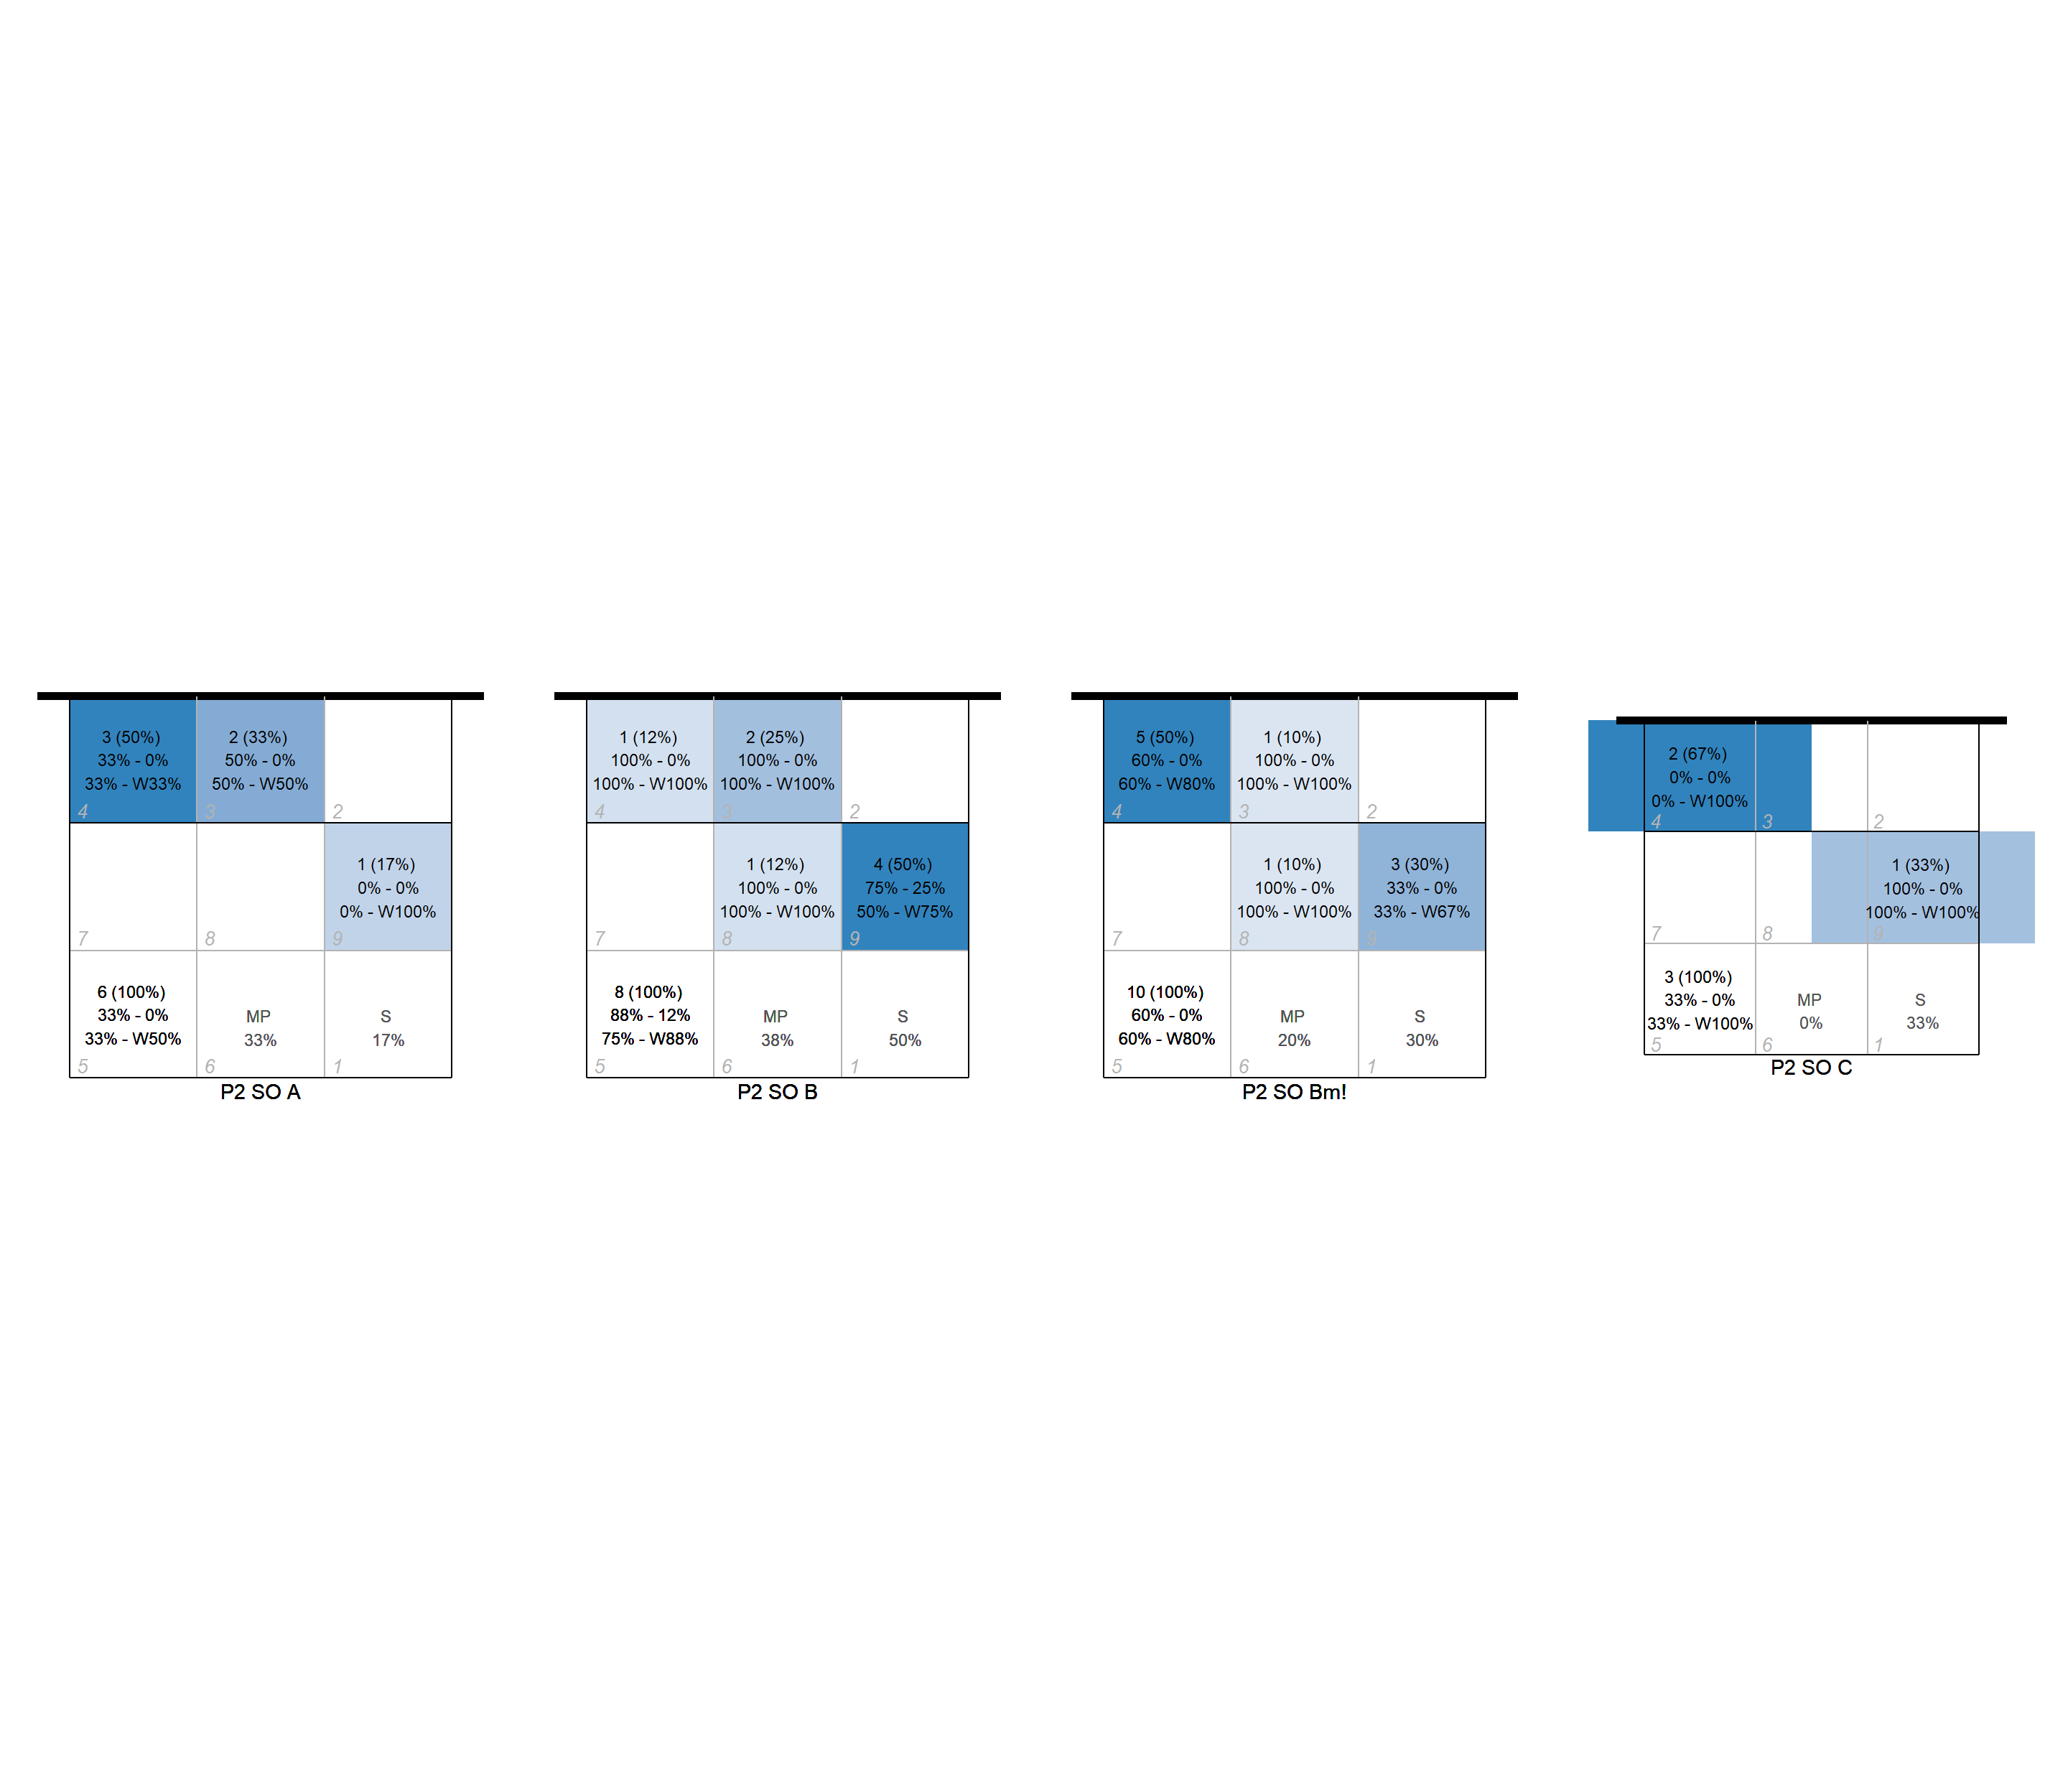 3 (50%)
33% - 0%
33% - W33%
4
2 (33%)
50% - 0%
50% - W50%
3
2
7
8
1 (17%)
0% - 0%
0% - W100%
9
6 (100%)
33% - 0%
33% - W50%
5
MP
33%
6
S
17%
1
P2 SO A
1 (12%)
100% - 0%
100% - W100%
4
2 (25%)
100% - 0%
100% - W100%
3
2
7
1 (12%)
100% - 0%
100% - W100%
8
4 (50%)
75% - 25%
50% - W75%
9
8 (100%)
88% - 12%
75% - W88%
5
MP
38%
6
S
50%
1
P2 SO B
5 (50%)
60% - 0%
60% - W80%
4
1 (10%)
100% - 0%
100% - W100%
3
2
7
1 (10%)
100% - 0%
100% - W100%
8
3 (30%)
33% - 0%
33% - W67%
9
10 (100%)
60% - 0%
60% - W80%
5
MP
20%
6
S
30%
1
P2 SO Bm!
2 (67%)
0% - 0%
0% - W100%
4
3
2
7
8
1 (33%)
100% - 0%
100% - W100%
9
3 (100%)
33% - 0%
33% - W100%
5
MP
0%
6
S
33%
1
P2 SO C